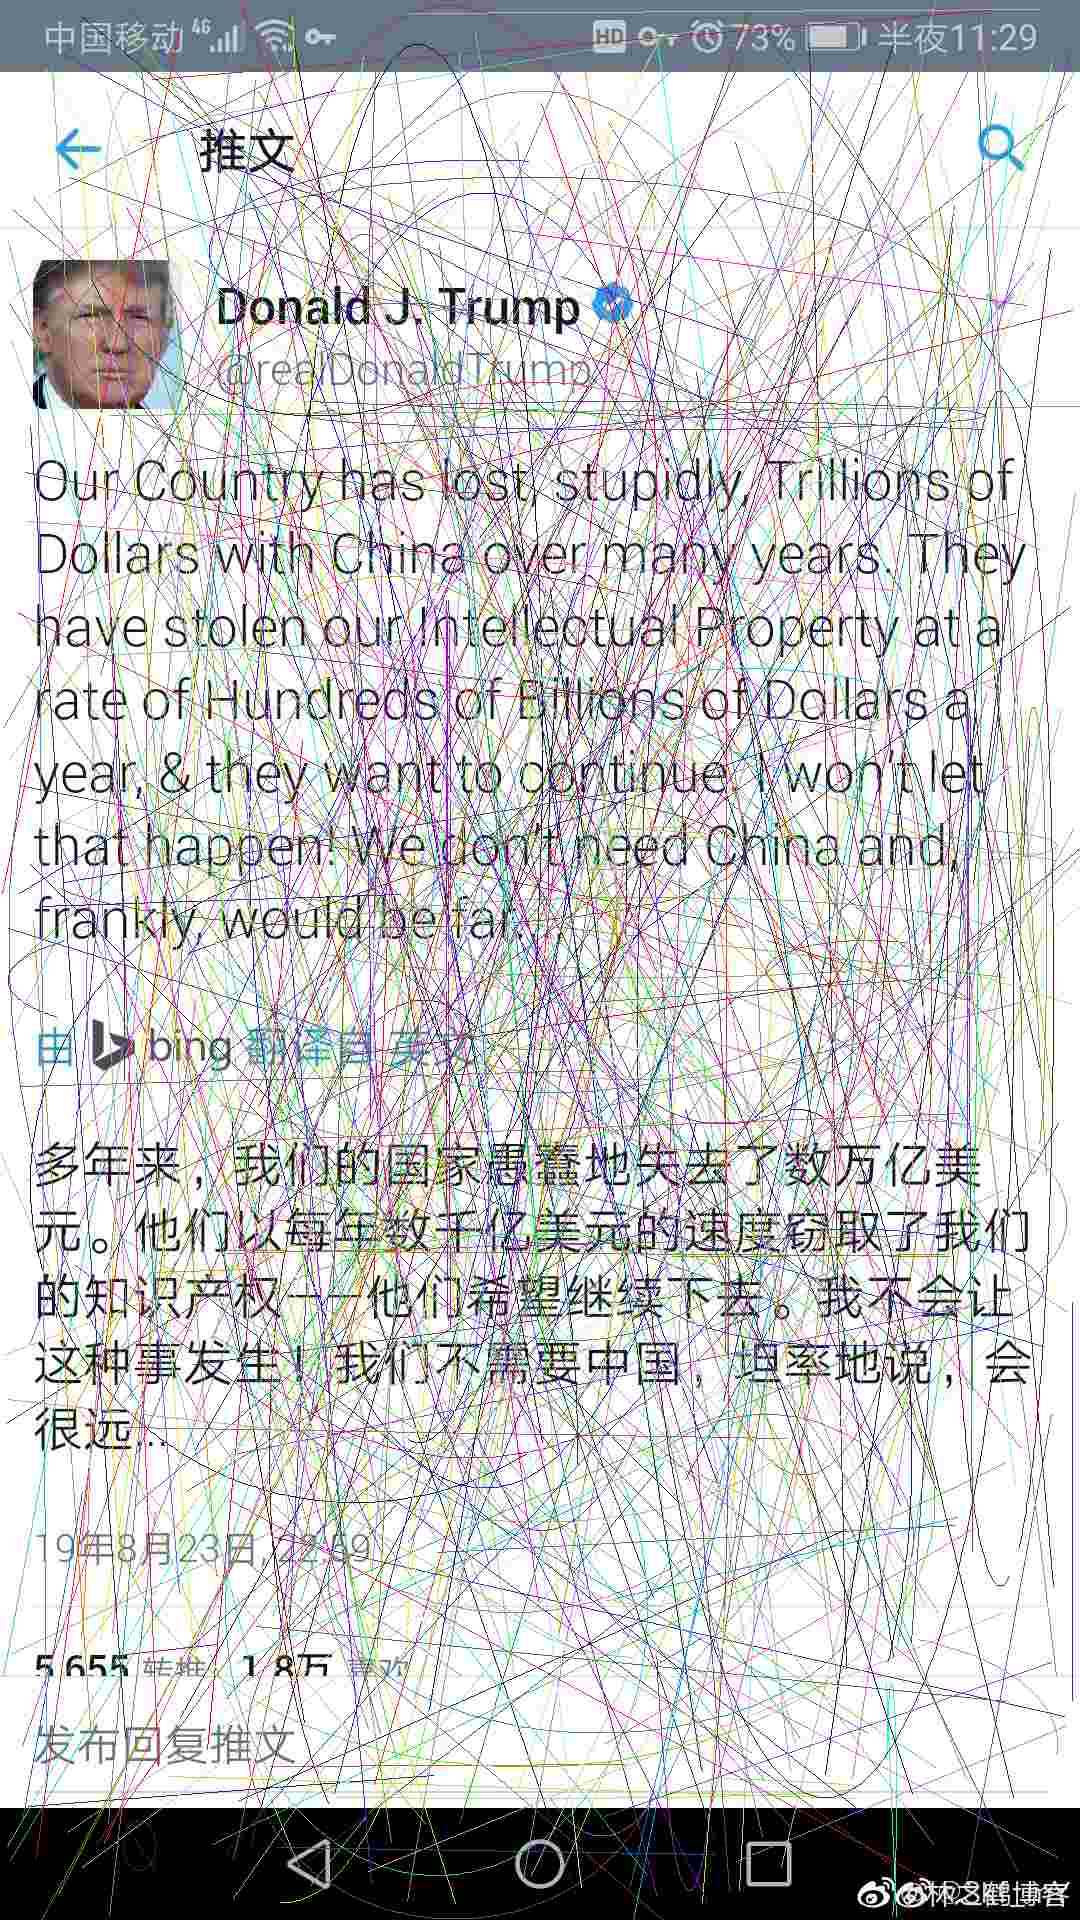 中国移动 4G HD 73% 半夜11:29
推文
Donald J. Trump
@realDonaldTrump
Our Country has lost, stupidly, Trillions of
Dollars with China over many years. They
have stolen our Intellectual Property at a
rate of Hundreds of Billions of Dollars a
year, & they want to continue. I won't let
that happen! We don't need China and,
frankly, would be far....
由 bing 翻译自 英文
多年来，我们的国家愚蠢地失去了数万亿美
元。他们以每年数千亿美元的速度窃取了我们
的知识产权——他们希望继续下去。我不会让
这种事发生！我们不需要中国，坦率地说，会
很远...
19年8月23日, 22:59
5,655 转推 1.8万 喜欢
发布回复推文
@林之鹤博客